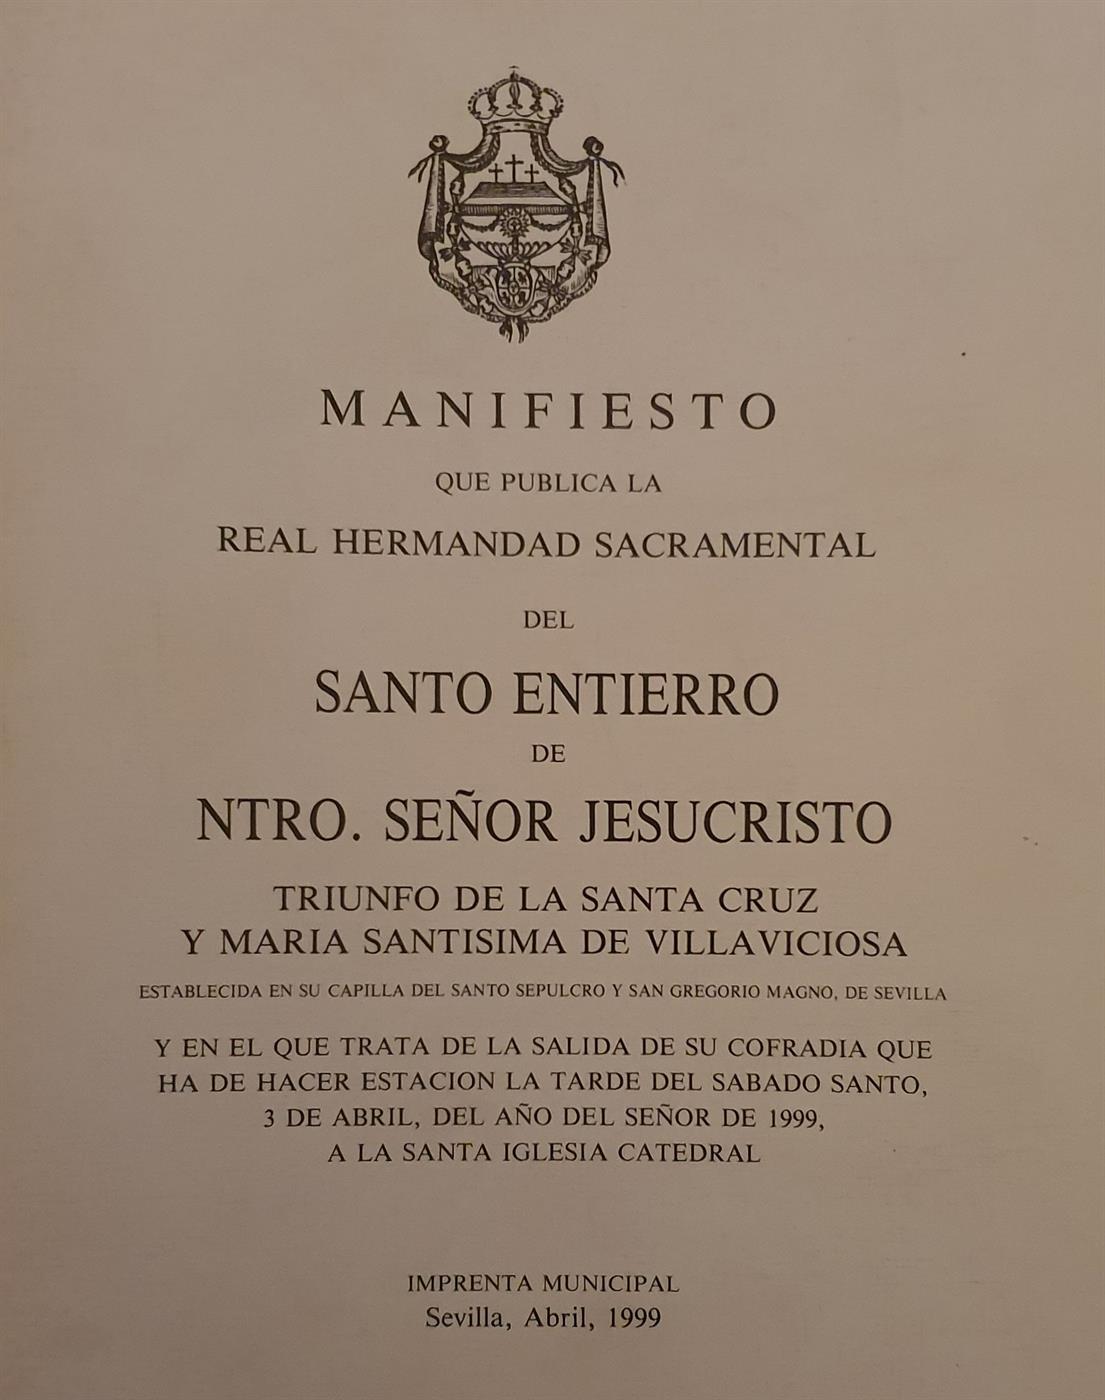 MANIFIESTO
QUE PUBLICA LA
REAL HERMANDAD SACRAMENTAL
DEL
SANTO ENTIERRO
DE
NTRO. SEÑOR JESUCRISTO
TRIUNFO DE LA SANTA CRUZ
Y MARIA SANTISIMA DE VILLAVICIOSA
ESTABLECIDA EN SU CAPILLA DEL SANTO SEPULCRO Y SAN GREGORIO MAGNO, DE SEVILLA
Y EN EL QUE TRATA DE LA SALIDA DE SU COFRADIA QUE
HA DE HACER ESTACION LA TARDE DEL SABADO SANTO,
3 DE ABRIL, DEL AÑO DEL SEÑOR DE 1999,
A LA SANTA IGLESIA CATEDRAL
IMPRENTA MUNICIPAL
Sevilla, Abril, 1999